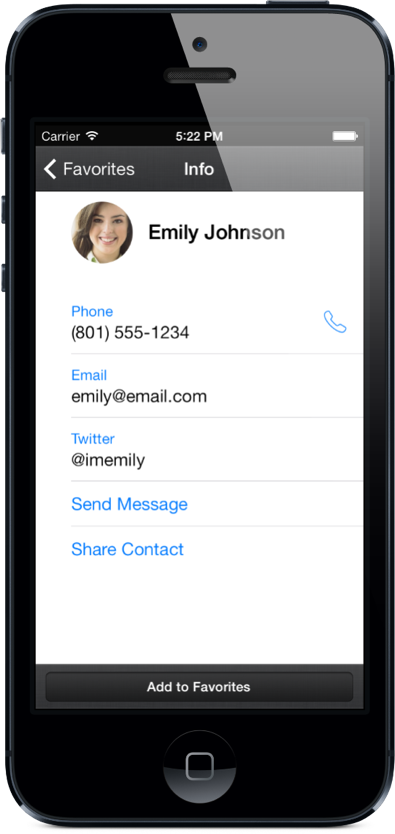 Carrier 5:22 PM
Favorites Info
Emily Johnson
Phone
(801) 555-1234
Email
emily@email.com
Twitter
@imemily
Send Message
Share Contact
Add to Favorites